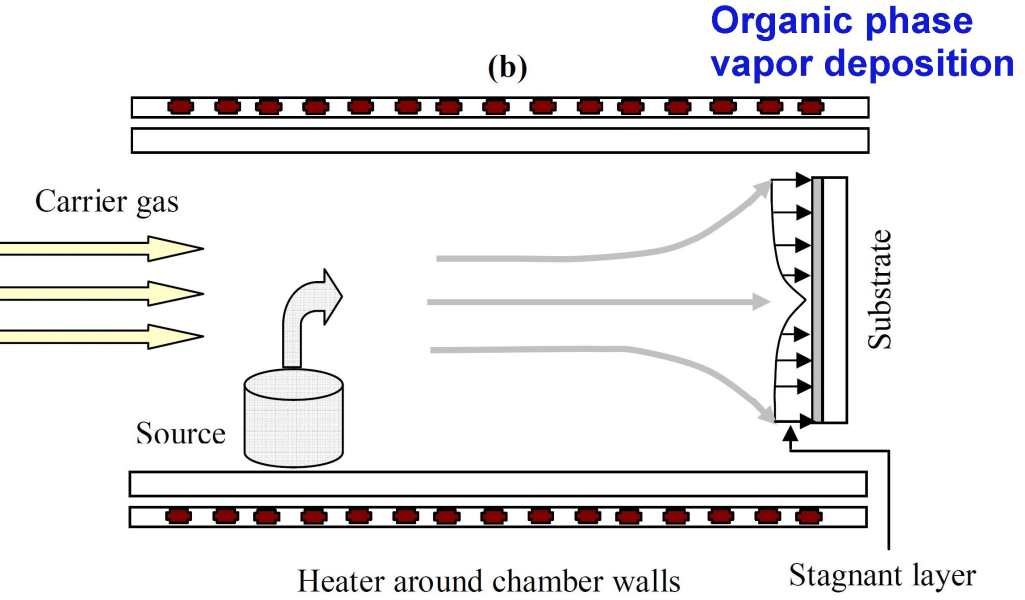 Organic phase
vapor deposition
(b)
Carrier gas
Substrate
Source
Heater around chamber walls
Stagnant layer